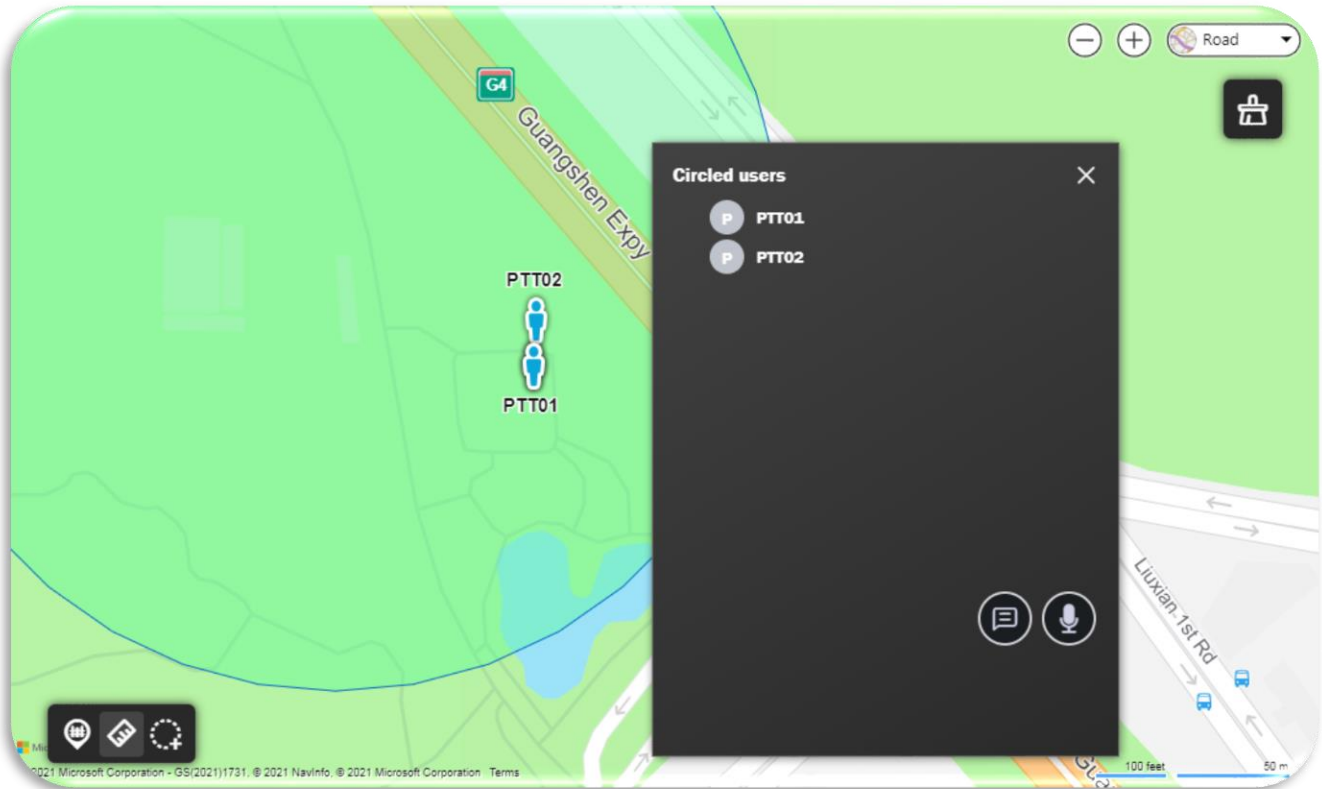 Road
G4
Guangshen Expy
Circled users
P PTT01
P PTT02
PTT02
PTT01
Liuxian 1st Rd
2021 Microsoft Corporation - GS(2021)1731, © 2021 NavInfo, © 2021 Microsoft Corporation Terms
100 feet
50 m